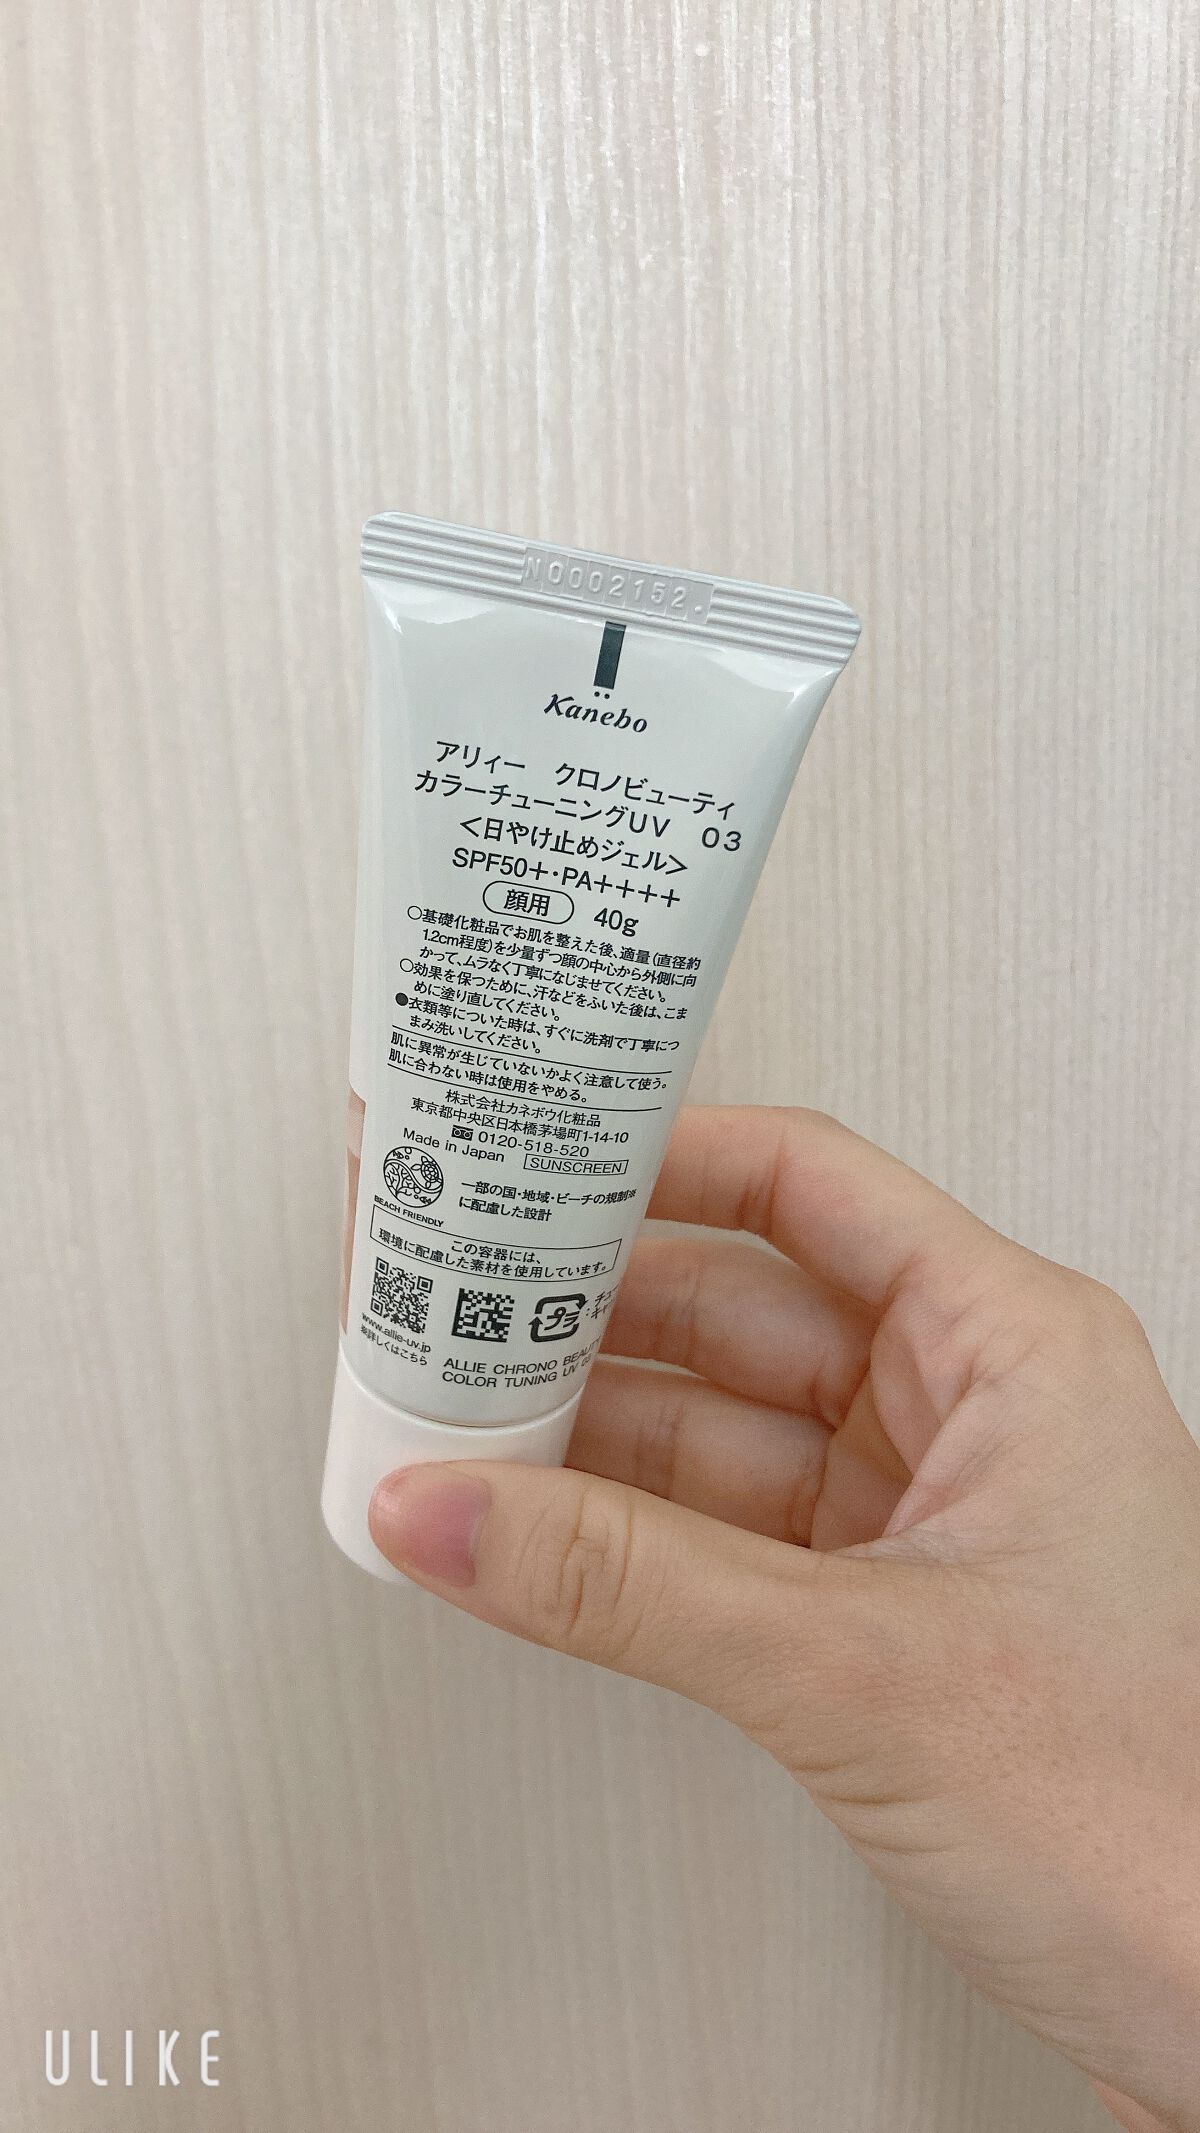 N0002152.
Kanebo
アリィー　クロノビューティ
カラーチューニングUV　03
＜日やけ止めジェル＞
SPF50+・PA++++
顔用　40g
○基礎化粧品でお肌を整えた後、適量(直径約
1.2cm程度)を少量ずつ顔の中心から外側に向
かって、ムラなく丁寧になじませてください。
○効果を保つために、汗などをふいた後は、こま
めに塗り直してください。
●衣類等についた時は、すぐに洗剤で丁寧につ
まみ洗いしてください。
肌に異常が生じていないかよく注意して使う。
肌に合わない時は使用をやめる。
株式会社カネボウ化粧品
東京都中央区日本橋茅場町1-14-10
0120-518-520
Made in Japan　SUNSCREEN
一部の国・地域・ビーチの規制※
に配慮した設計
BEACH FRIENDLY
この容器には、
環境に配慮した素材を使用しています。
プラ
www.allie-uv.jp
※詳しくはこちら
ALLIE CHRONO BEAUTY
COLOR TUNING UV
ULIKE